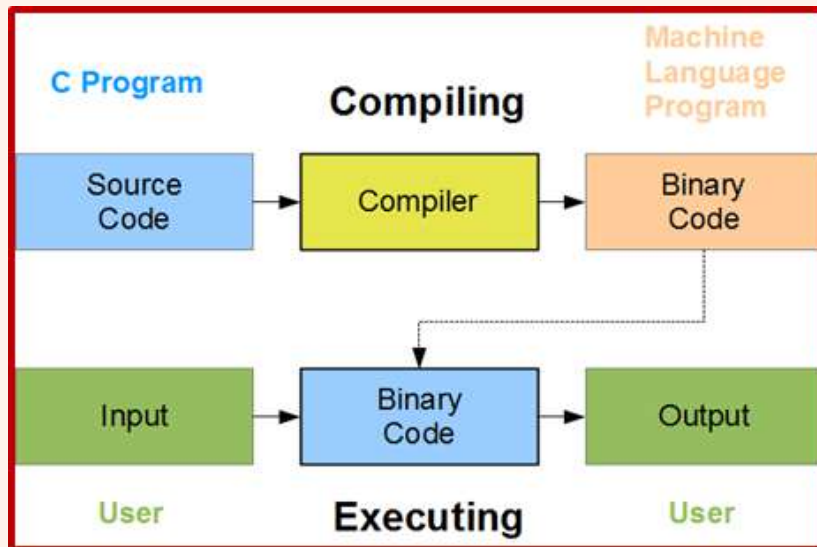 C Program
Compiling
Machine
Language
Program
Source
Code
Compiler
Binary
Code
Input
Binary
Code
Output
User
Executing
User